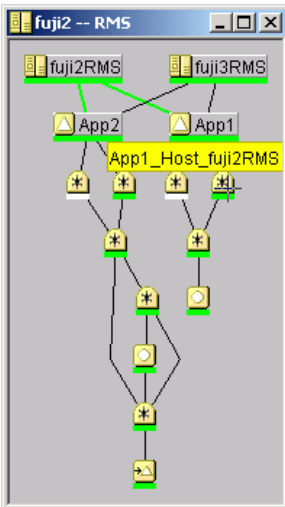 fuji2 -- RMS
fuji2RMS
fuji3RMS
App2
App1
App1_Host_fuji2RMS